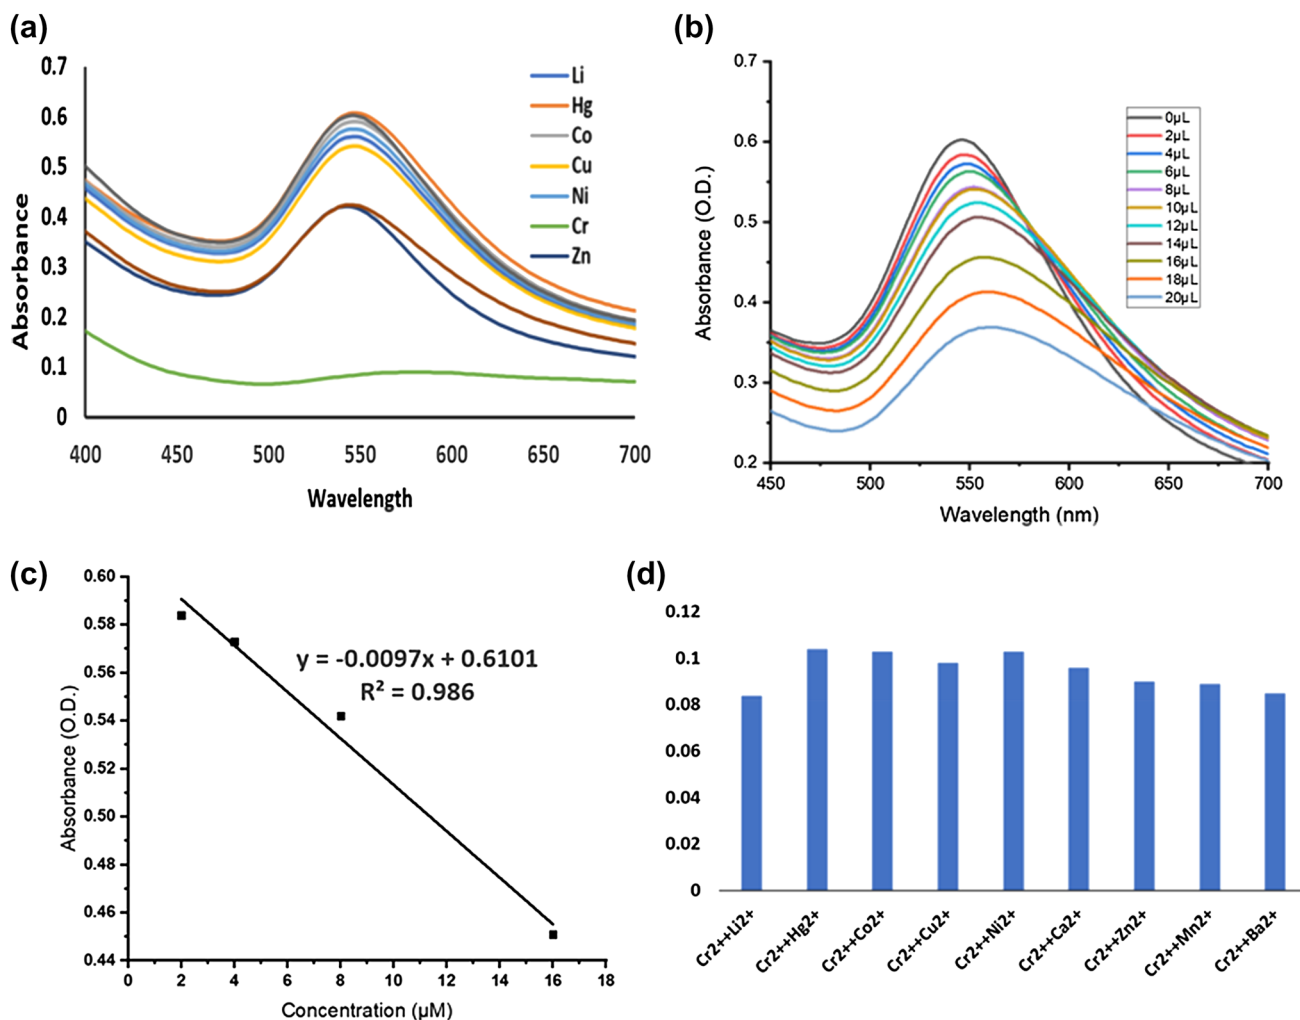 (a)
0.7
0.6
0.5
0.4
0.3
0.2
0.1
0
Absorbance
400 450 500 550 600 650 700
Wavelength
Li
Hg
Co
Cu
Ni
Cr
Zn
(b)
0.7
0.6
0.5
0.4
0.3
0.2
Absorbance (O.D.)
450 500 550 600 650 700
Wavelength (nm)
0µL
2µL
4µL
6µL
8µL
10µL
12µL
14µL
16µL
18µL
20µL
(c)
0.60
0.58
0.56
0.54
0.52
0.50
0.48
0.46
0.44
Absorbance (O.D.)
y = -0.0097x + 0.6101
R² = 0.986
2 4 6 8 10 12 14 16 18
Concentration (µM)
(d)
0.12
0.1
0.08
0.06
0.04
0.02
0
Cr2++Li2+
Cr2++Hg2+
Cr2++Co2+
Cr2++Cu2+
Cr2++Ni2+
Cr2++Ca2+
Cr2++Zn2+
Cr2++Mn2+
Cr2++Ba2+